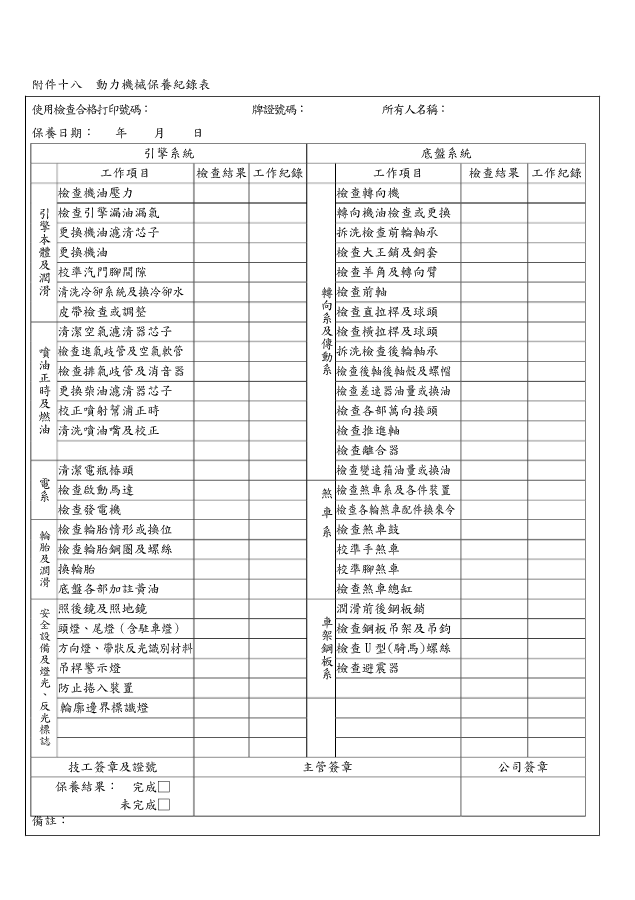 附件十八　動力機械保養紀錄表
使用檢查合格打印號碼：　牌證號碼：　所有人名稱：
保養日期：　年　月　日
引擎系統　底盤系統
工作項目　檢查結果　工作紀錄　工作項目　檢查結果　工作紀錄
引擎本體及潤滑
檢查機油壓力
檢查引擎漏油漏氣
更換機油濾清芯子
更換機油
校準汽門腳間隙
清洗冷卻系統及換冷卻水
皮帶檢查或調整
噴油正時及燃油
清潔空氣濾清器芯子
檢查進氣歧管及空氣軟管
檢查排氣歧管及消音器
更換柴油濾清器芯子
校正噴射幫浦正時
清洗噴油嘴及校正
電系
清潔電瓶樁頭
檢查啟動馬達
檢查發電機
輪胎及潤滑
檢查輪胎情形或換位
檢查輪胎鋼圈及螺絲
換輪胎
底盤各部加註黃油
安全設備及燈光、反光標誌
照後鏡及照地鏡
頭燈、尾燈（含駐車燈）
方向燈、帶狀反光識別材料
吊桿警示燈
防止捲入裝置
輪廓邊界標識燈
轉向系及傳動系
檢查轉向機
轉向機油檢查或更換
拆洗檢查前輪軸承
檢查大王銷及銅套
檢查羊角及轉向臂
檢查前軸
檢查直拉桿及球頭
檢查橫拉桿及球頭
拆洗檢查後輪軸承
檢查後軸後軸殼及螺帽
檢查差速器油量或換油
檢查各部萬向接頭
檢查推進軸
檢查離合器
檢查變速箱油量或換油
煞車系
檢查煞車系及各件裝置
檢查各輪煞車配件換來令
檢查煞車鼓
校準手煞車
校準腳煞車
檢查煞車總缸
車架鋼板系
潤滑前後鋼板銷
檢查鋼板吊架及吊鉤
檢查U型(騎馬)螺絲
檢查避震器
技工簽章及證號　主管簽章　公司簽章
保養結果：　完成□
未完成□
備註：